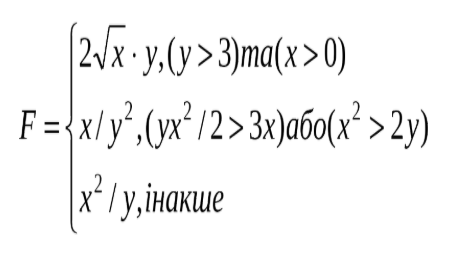 2√x · y,(y>3)та(x>0)
F= x/y²,(yx²/2>3x)або(x²>2y)
x²/y,інакше